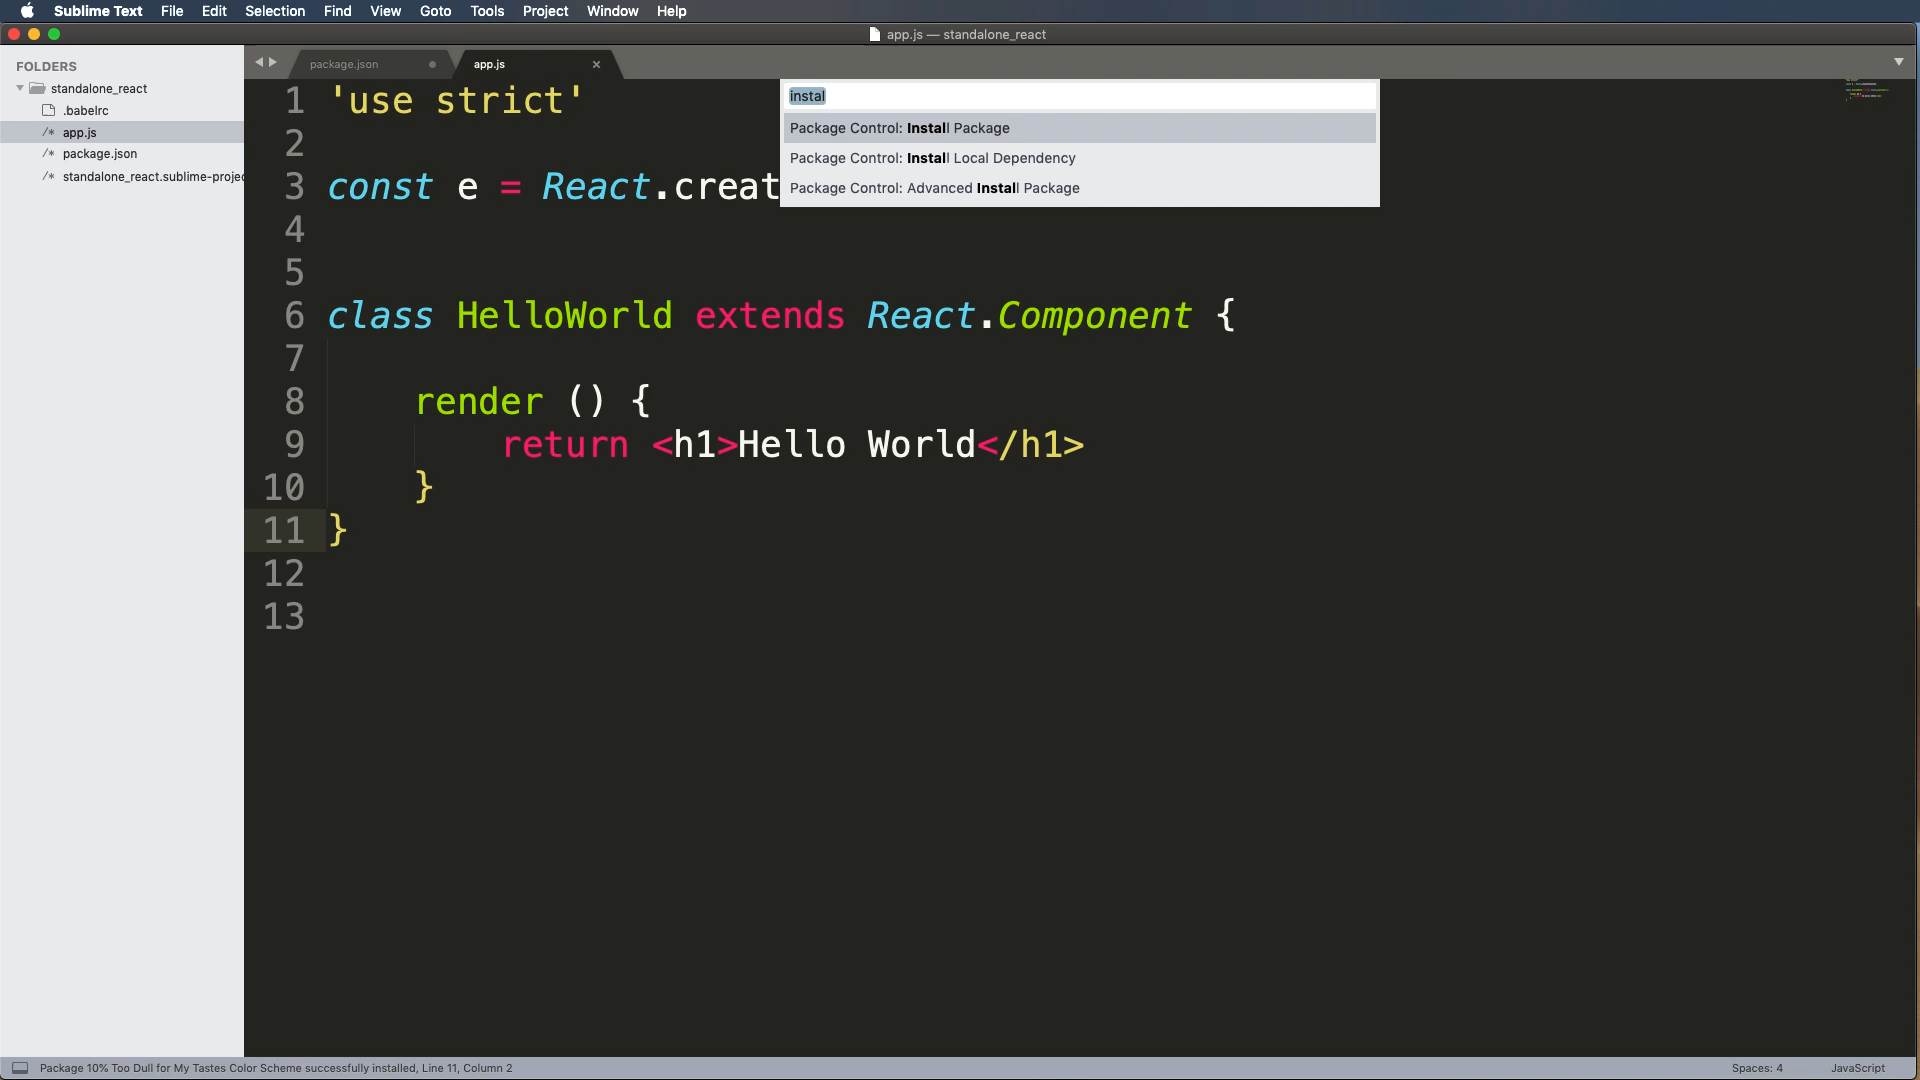 Sublime Text File Edit Selection Find View Goto Tools Project Window Help
app.js — standalone_react
FOLDERS
standalone_react
.babelrc
/* app.js
/* package.json
/* standalone_react.sublime-projec
package.json
app.js
instal
Package Control: Install Package
Package Control: Install Local Dependency
Package Control: Advanced Install Package
1 'use strict'
2
3 const e = React.creat
4
5
6 class HelloWorld extends React.Component {
7
8 render () {
9 return <h1>Hello World</h1>
10 }
11 }
12
13
Package 10% Too Dull for My Tastes Color Scheme successfully installed, Line 11, Column 2
Spaces: 4
JavaScript